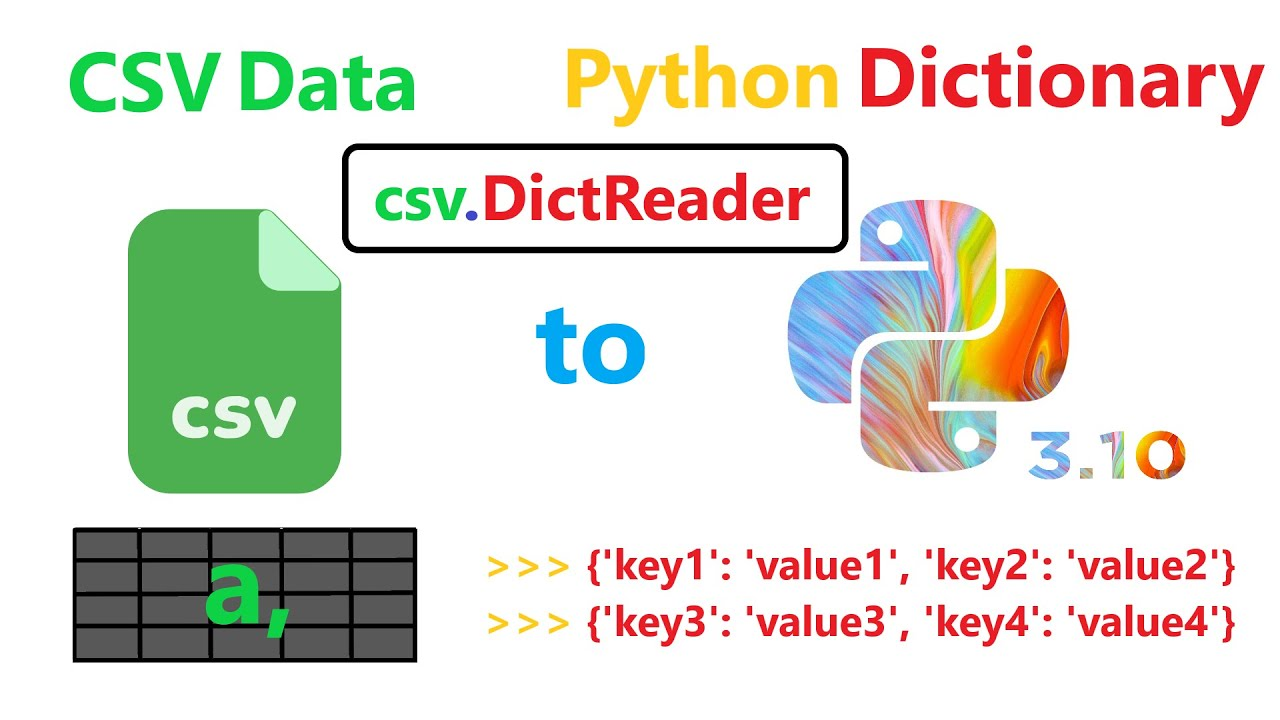 CSV Data
Python Dictionary
csv.DictReader
to
csv
3.10
a,
>>> {'key1': 'value1', 'key2': 'value2'}
>>> {'key3': 'value3', 'key4': 'value4'}